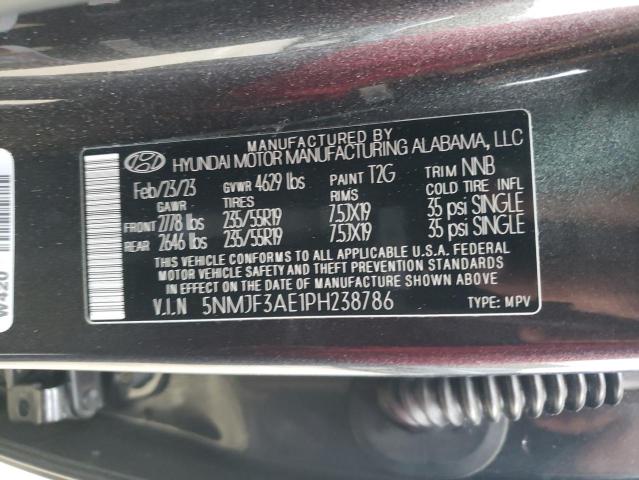 MANUFACTURED BY
HYUNDAI MOTOR MANUFACTURING ALABAMA, LLC
Feb/23/23 GVWR 4629 lbs PAINT T2G TRIM NNB
GAWR TIRES RIMS COLD TIRE INFL
FRONT 2778 lbs 235/55R19 7.5JX19 35 psi SINGLE
REAR 2646 lbs 235/55R19 7.5JX19 35 psi SINGLE
THIS VEHICLE CONFORMS TO ALL APPLICABLE U.S.A. FEDERAL
MOTOR VEHICLE SAFETY STANDARDS IN EFFECT ON THE
DATE OF MANUFACTURE SHOWN ABOVE
V.I.N 5NMJF3AE1PH238786 TYPE: MPV
W420